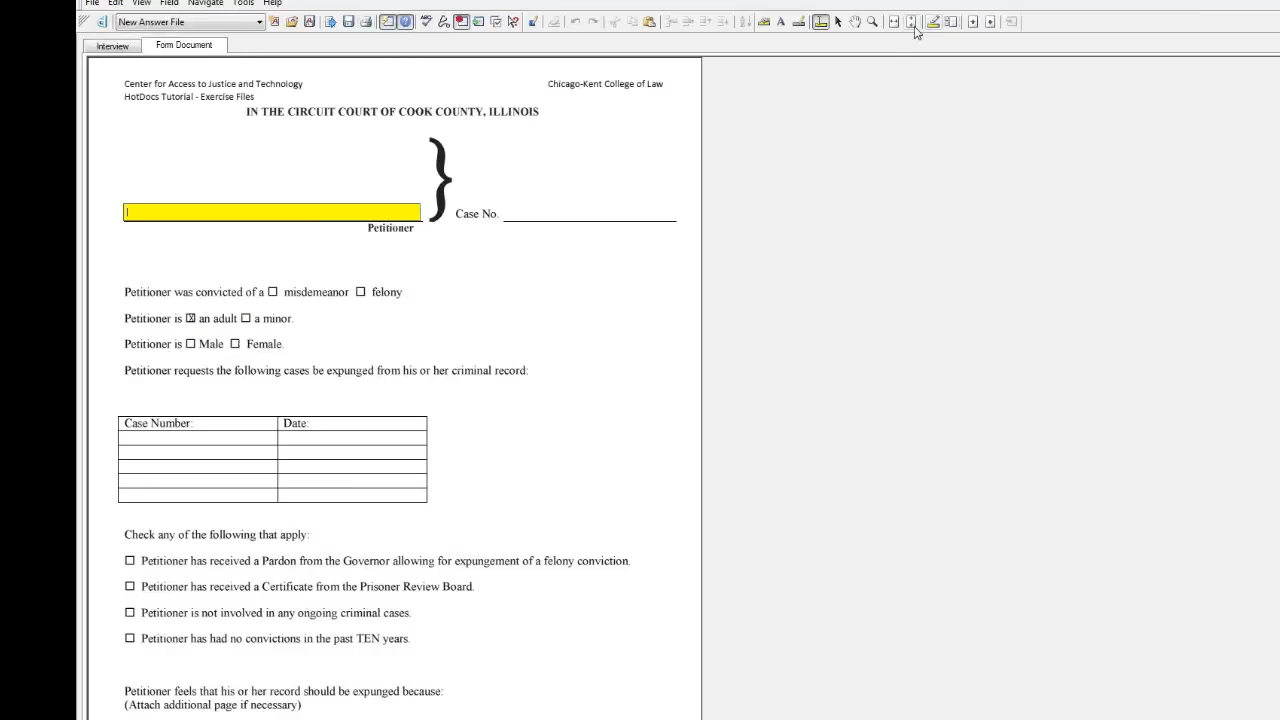 File Edit View Field Navigate Tools Help
New Answer File
Interview Form Document
Center for Access to Justice and Technology Chicago-Kent College of Law
HotDocs Tutorial - Exercise Files
IN THE CIRCUIT COURT OF COOK COUNTY, ILLINOIS
Case No.
Petitioner
Petitioner was convicted of a ☐ misdemeanor ☐ felony
Petitioner is ☒ an adult ☐ a minor.
Petitioner is ☐ Male ☐ Female.
Petitioner requests the following cases be expunged from his or her criminal record:
Case Number: Date:
Check any of the following that apply:
☐ Petitioner has received a Pardon from the Governor allowing for expungement of a felony conviction.
☐ Petitioner has received a Certificate from the Prisoner Review Board.
☐ Petitioner is not involved in any ongoing criminal cases.
☐ Petitioner has had no convictions in the past TEN years.
Petitioner feels that his or her record should be expunged because:
(Attach additional page if necessary)